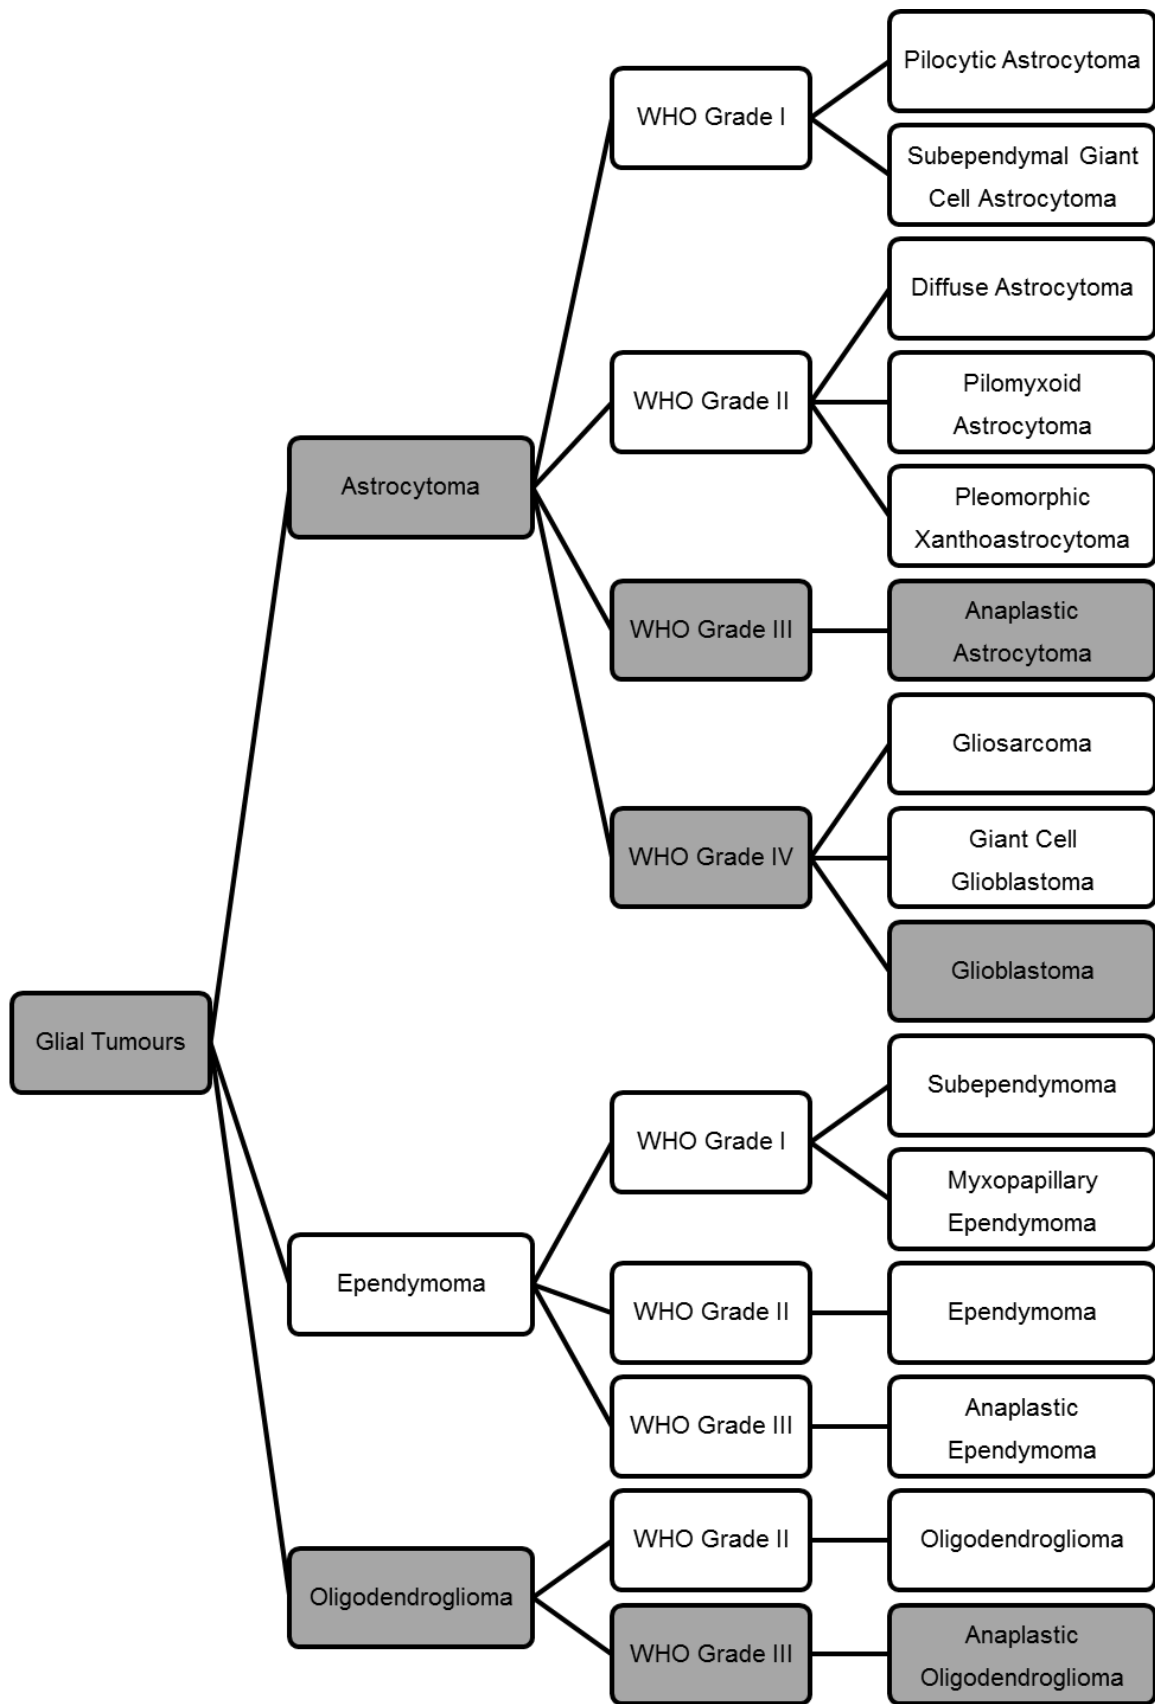 Glial Tumours
Astrocytoma
WHO Grade I
Pilocytic Astrocytoma
Subependymal Giant
Cell Astrocytoma
WHO Grade II
Diffuse Astrocytoma
Pilomyxoid
Astrocytoma
Pleomorphic
Xanthoastrocytoma
WHO Grade III
Anaplastic
Astrocytoma
WHO Grade IV
Gliosarcoma
Giant Cell
Glioblastoma
Glioblastoma
Ependymoma
WHO Grade I
Subependymoma
Myxopapillary
Ependymoma
WHO Grade II
Ependymoma
WHO Grade III
Anaplastic
Ependymoma
Oligodendroglioma
WHO Grade II
Oligodendroglioma
WHO Grade III
Anaplastic
Oligodendroglioma